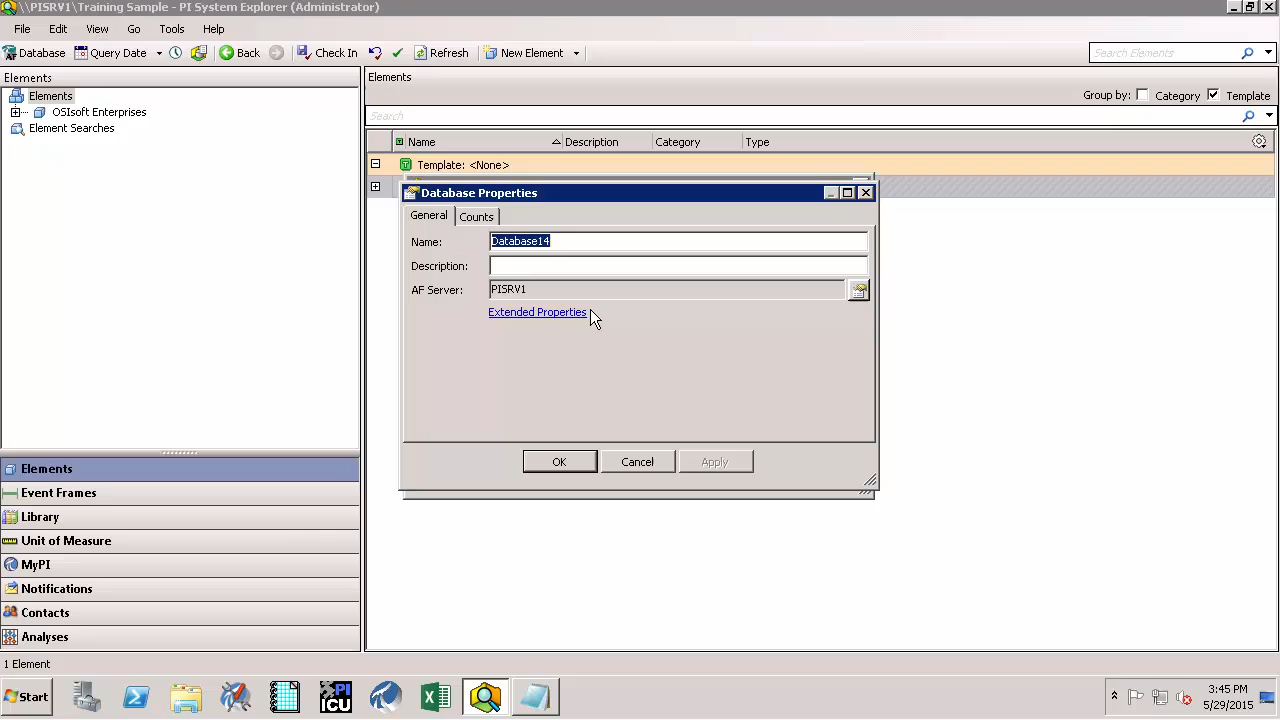 \\PISRV1\Training Sample - PI System Explorer (Administrator)
File Edit View Go Tools Help
Database Query Date Back Check In Refresh New Element Search Elements
Elements
Elements
OSIsoft Enterprises
Element Searches
Elements
Group by: Category Template
Search
Name Description Category Type
Template: <None>
Database Properties
General Counts
Name: Database14
Description:
AF Server: PISRV1
Extended Properties
OK Cancel Apply
Elements
Event Frames
Library
Unit of Measure
MyPI
Notifications
Contacts
Analyses
1 Element
Start
PI
ICU
3:45 PM
5/29/2015